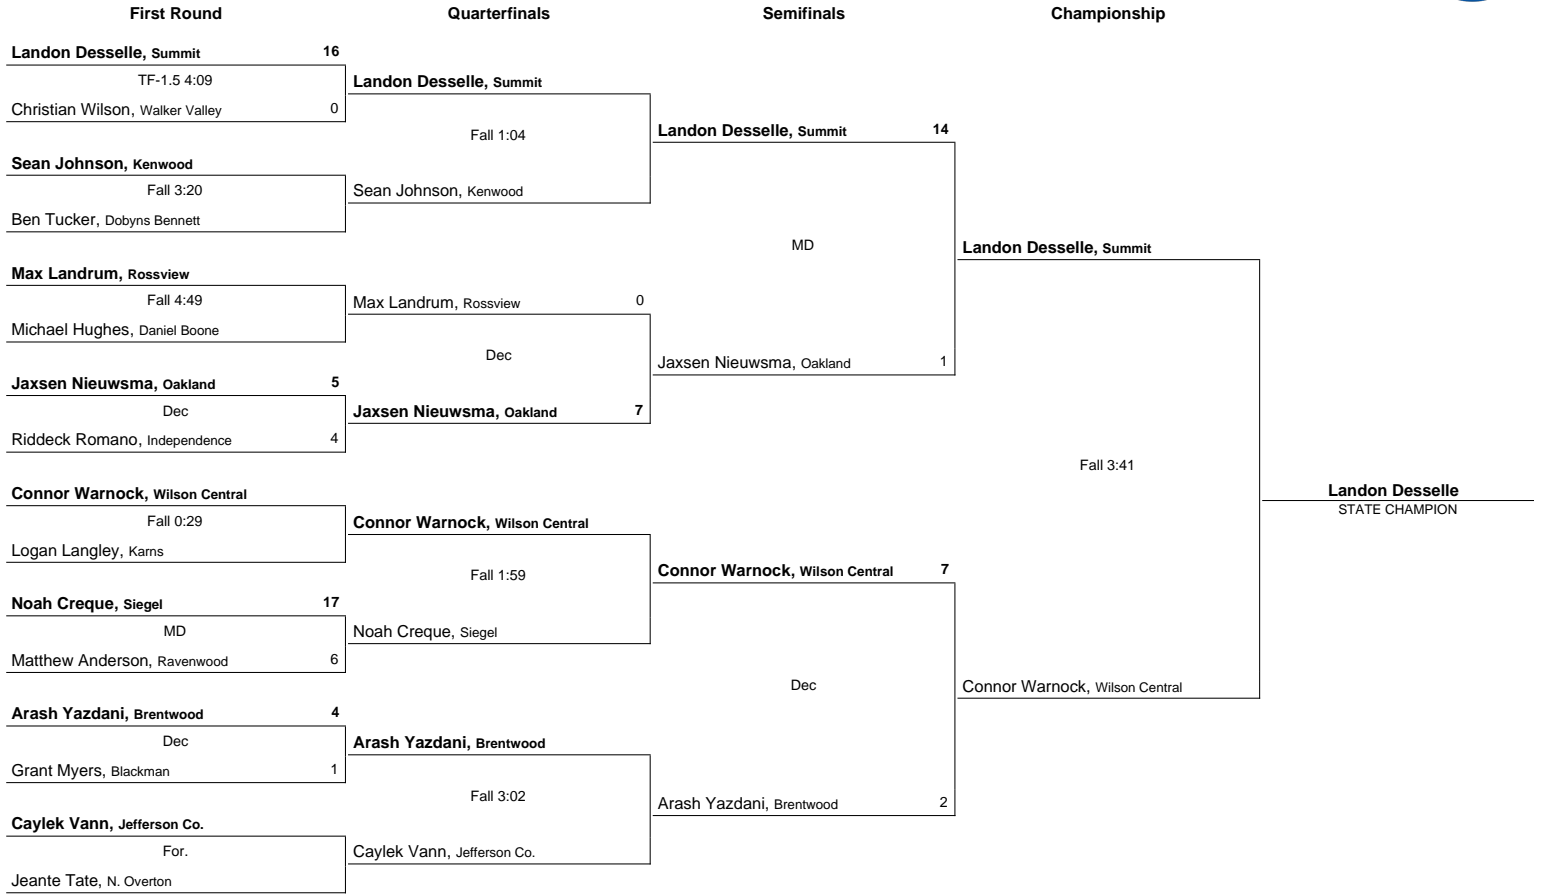 First Round Quarterfinals Semifinals Championship
Landon Desselle, Summit 16
TF-1.5 4:09
Christian Wilson, Walker Valley 0
Sean Johnson, Kenwood
Fall 3:20
Ben Tucker, Dobyns Bennett
Max Landrum, Rossview
Fall 4:49
Michael Hughes, Daniel Boone
Jaxsen Nieuwsma, Oakland 5
Dec
Riddeck Romano, Independence 4
Connor Warnock, Wilson Central
Fall 0:29
Logan Langley, Karns
Noah Creque, Siegel 17
MD
Matthew Anderson, Ravenwood 6
Arash Yazdani, Brentwood 4
Dec
Grant Myers, Blackman 1
Caylek Vann, Jefferson Co.
For.
Jeante Tate, N. Overton
Landon Desselle, Summit
Fall 1:04
Sean Johnson, Kenwood
Max Landrum, Rossview 0
Dec
Jaxsen Nieuwsma, Oakland 7
Connor Warnock, Wilson Central
Fall 1:59
Noah Creque, Siegel
Arash Yazdani, Brentwood
Fall 3:02
Caylek Vann, Jefferson Co.
Landon Desselle, Summit 14
MD
Jaxsen Nieuwsma, Oakland 1
Connor Warnock, Wilson Central 7
Dec
Arash Yazdani, Brentwood 2
Landon Desselle, Summit
Fall 3:41
Connor Warnock, Wilson Central
Landon Desselle
STATE CHAMPION